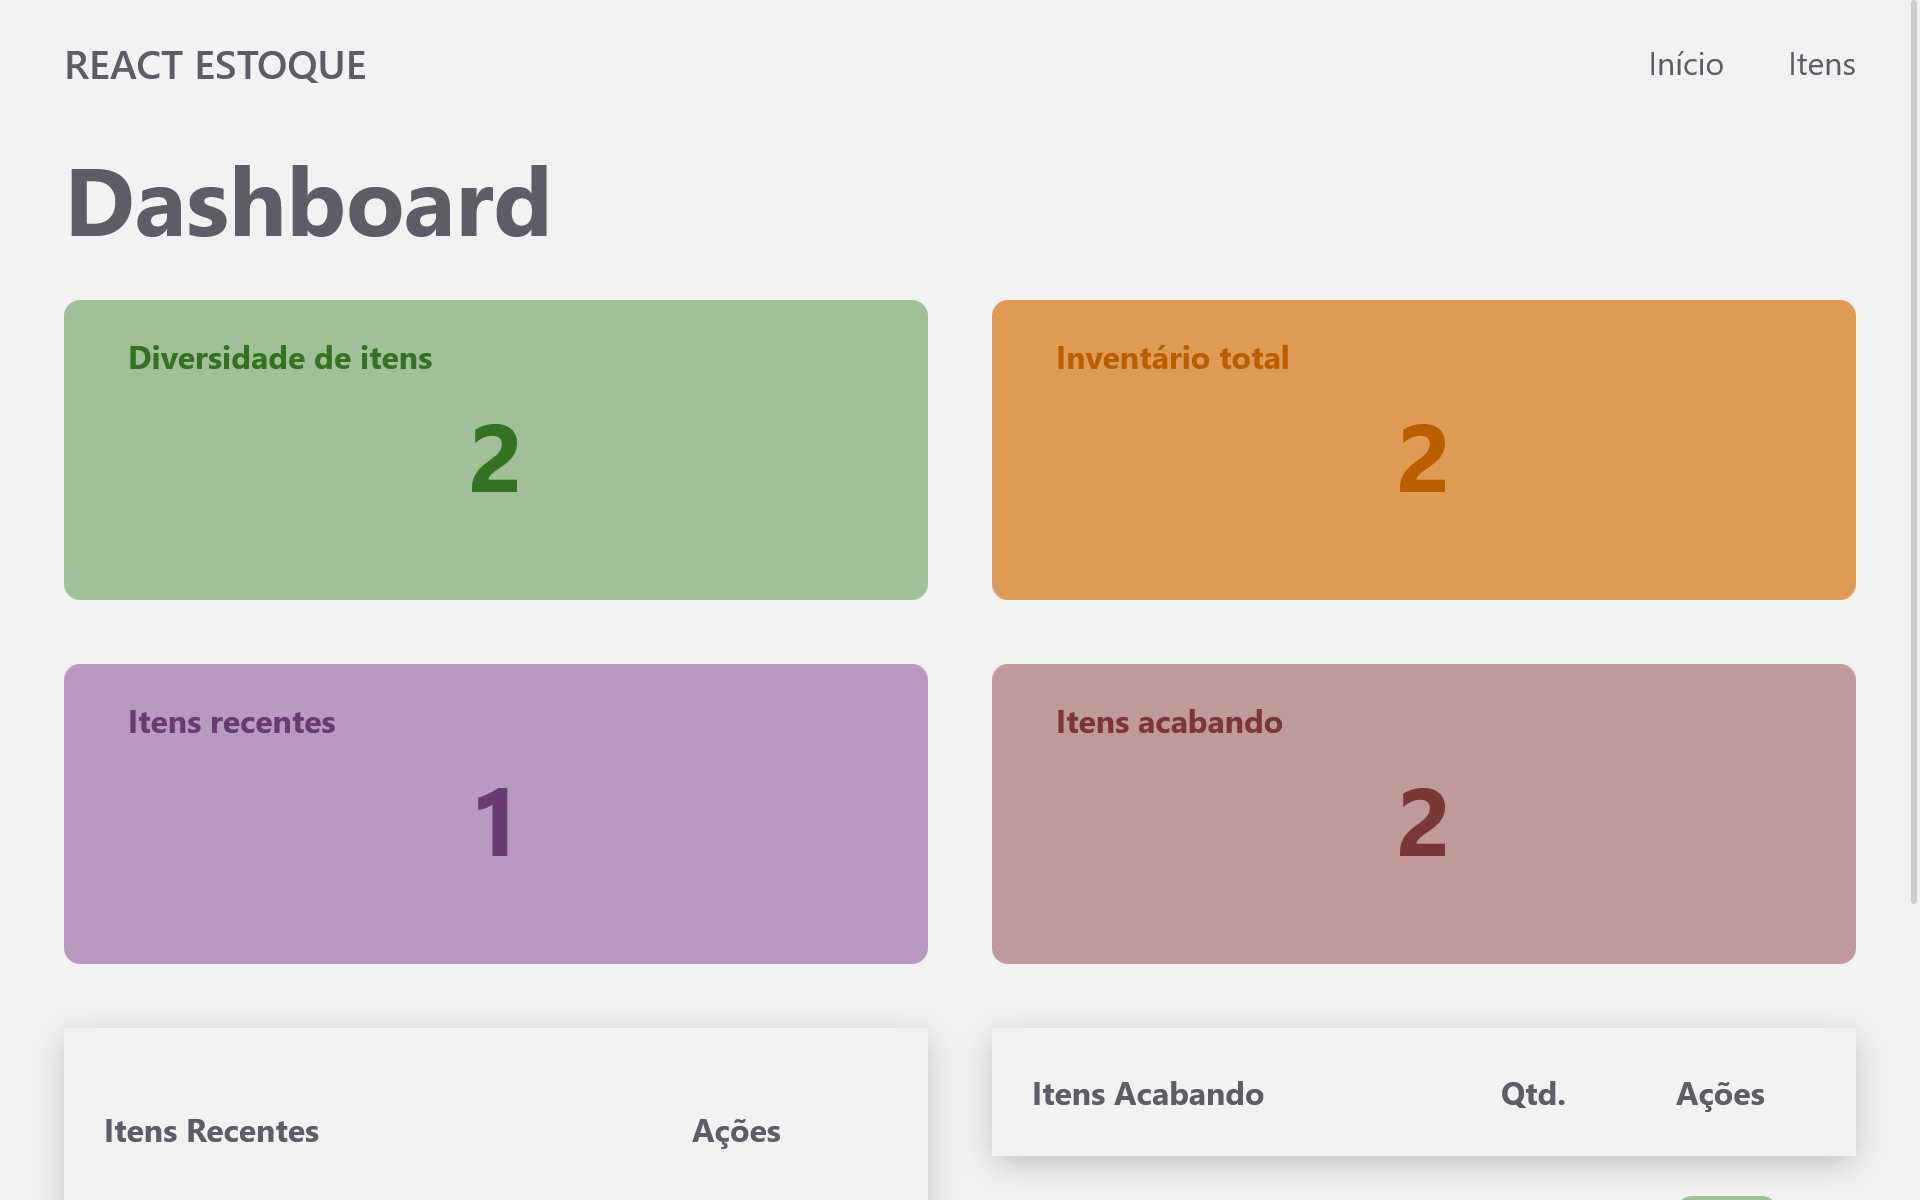 REACT ESTOQUE
Início
Itens
Dashboard
Diversidade de itens
2
Inventário total
2
Itens recentes
1
Itens acabando
2
Itens Recentes
Ações
Itens Acabando
Qtd.
Ações